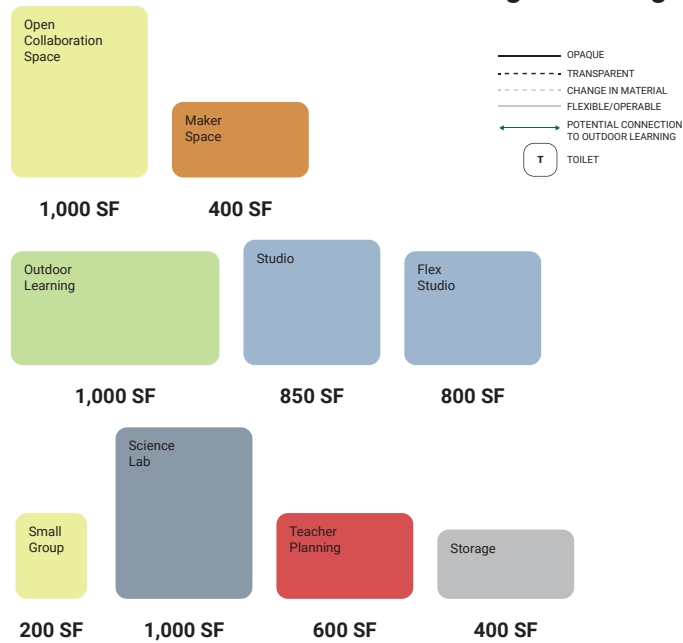 Open
Collaboration
Space
Maker
Space
1,000 SF
400 SF
OPAQUE
TRANSPARENT
CHANGE IN MATERIAL
FLEXIBLE/OPERABLE
POTENTIAL CONNECTION
TO OUTDOOR LEARNING
T
TOILET
Outdoor
Learning
Studio
Flex
Studio
1,000 SF
850 SF
800 SF
Science
Lab
Small
Group
Teacher
Planning
Storage
200 SF
1,000 SF
600 SF
400 SF